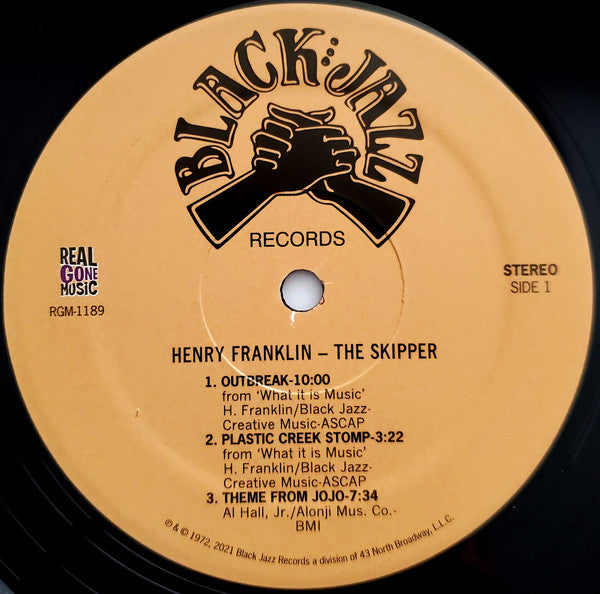 BLACK JAZZ
RECORDS
REAL
GONE
MUSIC
RGM-1189
STEREO
SIDE 1
HENRY FRANKLIN – THE SKIPPER
1. OUTBREAK-10:00
from 'What it is Music'
H. Franklin/Black Jazz-
Creative Music-ASCAP
2. PLASTIC CREEK STOMP-3:22
from 'What it is Music'
H. Franklin/Black Jazz-
Creative Music-ASCAP
3. THEME FROM JOJO-7:34
Al Hall, Jr./Alonji Mus. Co.-
BMI
℗ & © 1972, 2021 Black Jazz Records a division of 43 North Broadway, L.L.C.